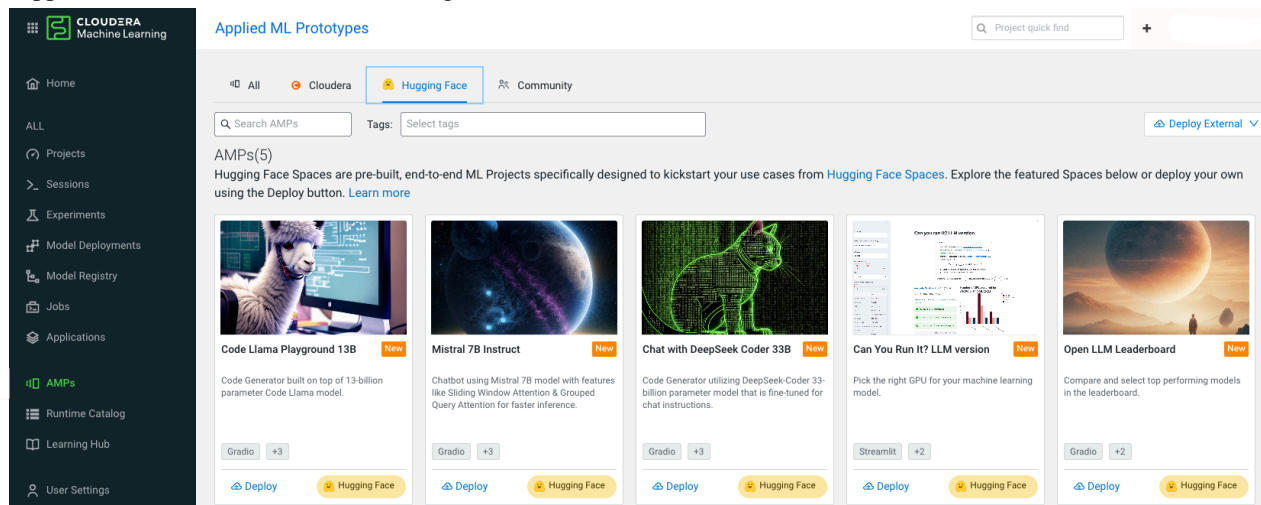 CLOUDERA
Machine Learning
Applied ML Prototypes
Project quick find
+
Home
ALL
Projects
Sessions
Experiments
Model Deployments
Model Registry
Jobs
Applications
AMPs
Runtime Catalog
Learning Hub
User Settings
All
Cloudera
Hugging Face
Community
Search AMPs
Tags:
Select tags
Deploy External
AMPs(5)
Hugging Face Spaces are pre-built, end-to-end ML Projects specifically designed to kickstart your use cases from Hugging Face Spaces. Explore the featured Spaces below or deploy your own
using the Deploy button. Learn more
Code Llama Playground 13B
New
Code Generator built on top of 13-billion
parameter Code Llama model.
Gradio
+3
Deploy
Hugging Face
Mistral 7B Instruct
New
Chatbot using Mistral 7B model with features
like Sliding Window Attention & Grouped
Query Attention for faster inference.
Gradio
+3
Deploy
Hugging Face
Chat with DeepSeek Coder 33B
New
Code Generator utilizing DeepSeek-Coder 33-
billion parameter model that is fine-tuned for
chat instructions.
Gradio
+3
Deploy
Hugging Face
Can You Run It? LLM version
New
Pick the right GPU for your machine learning
model.
Streamlit
+2
Deploy
Hugging Face
Open LLM Leaderboard
New
Compare and select top performing models
in the leaderboard.
Gradio
+2
Deploy
Hugging Face